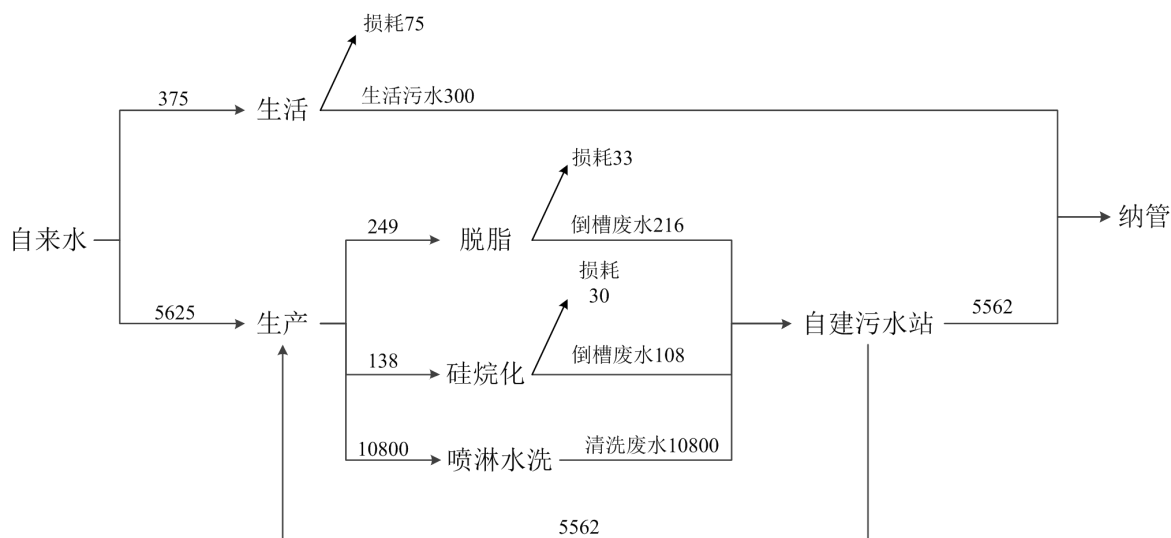 损耗75
375
生活
生活污水300
损耗33
自来水
249
脱脂
倒槽废水216
纳管
损耗
30
5625
生产
自建污水站
5562
138
硅烷化
倒槽废水108
10800
喷淋水洗
清洗废水10800
5562